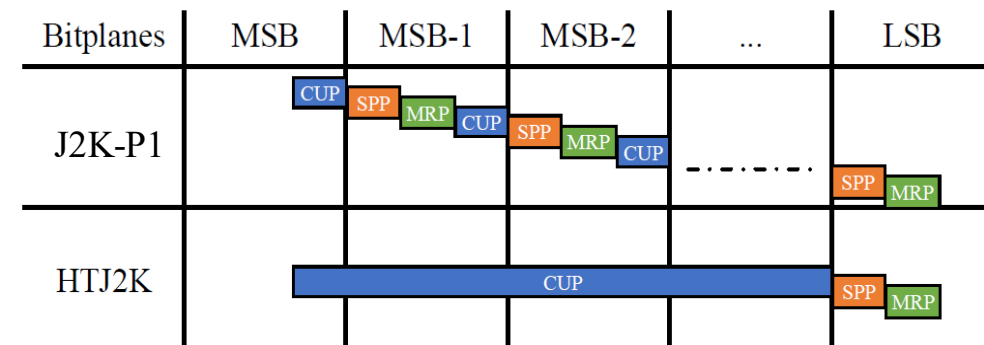 Bitplanes MSB MSB-1 MSB-2 ... LSB
J2K-P1 CUP SPP MRP CUP SPP MRP CUP SPP MRP
HTJ2K CUP SPP MRP